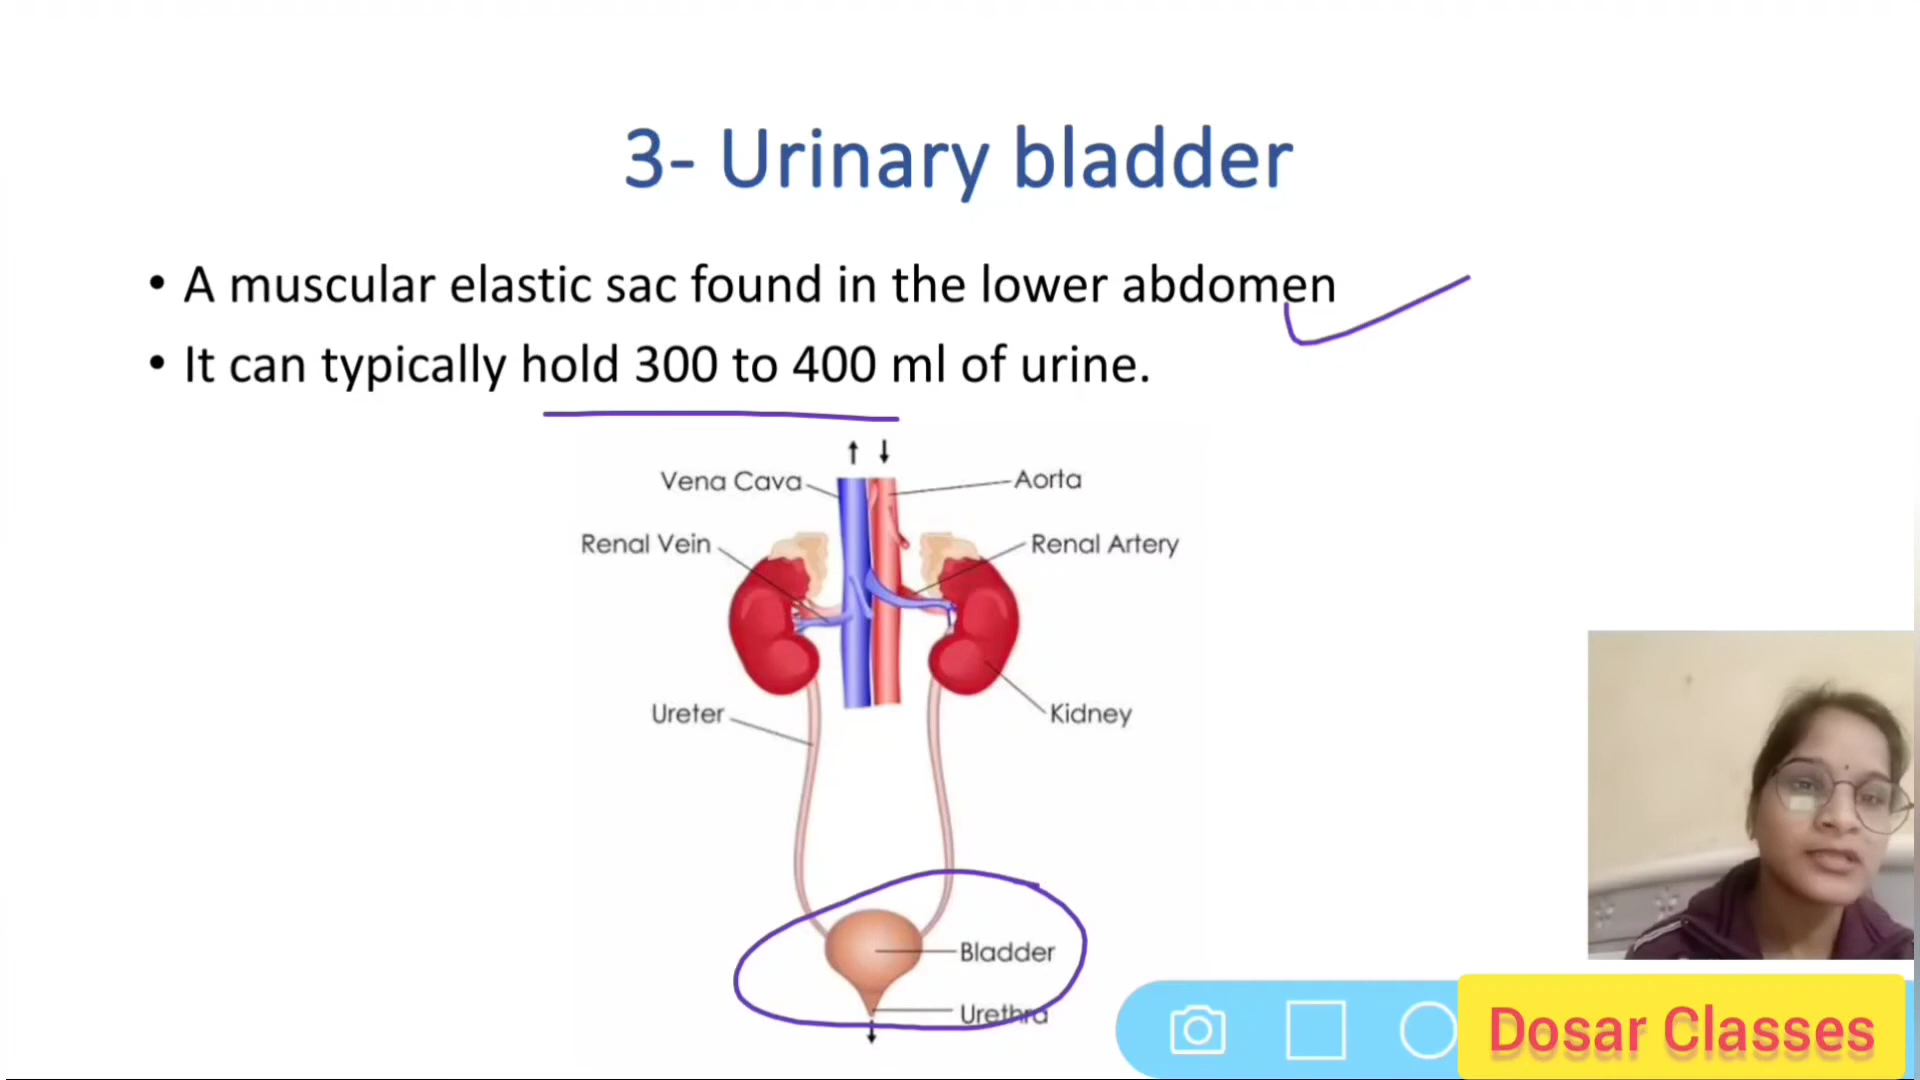 3- Urinary bladder
• A muscular elastic sac found in the lower abdomen
• It can typically hold 300 to 400 ml of urine.
Vena Cava
Aorta
Renal Vein
Renal Artery
Ureter
Kidney
Bladder
Urethra
Dosar Classes